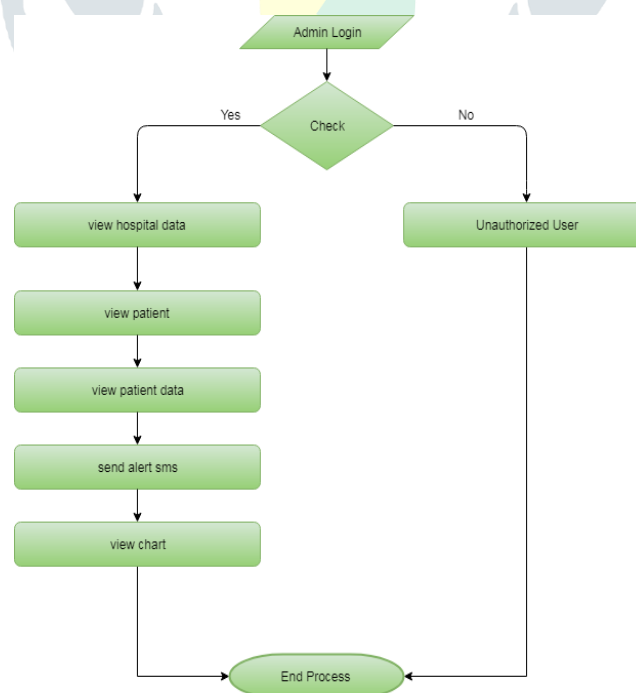 Admin Login
Check
Yes
No
view hospital data
Unauthorized User
view patient
view patient data
send alert sms
view chart
End Process